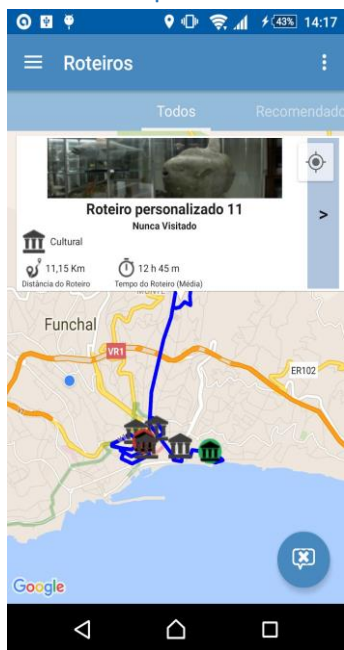 43% 14:17
Roteiros
Todos Recomendado
Roteiro personalizado 11
Nunca Visitado
Cultural
>
11,15 Km 12 h 45 m
Distância do Roteiro Tempo do Roteiro (Média)
MONTE
Funchal
VR1
ER102
Google